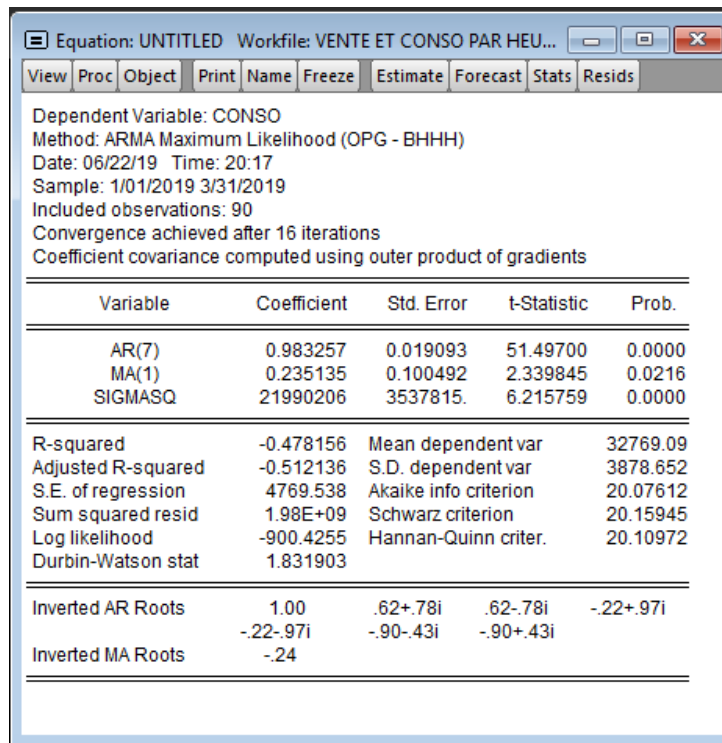 Equation: UNTITLED Workfile: VENTE ET CONSO PAR HEU...
View Proc Object Print Name Freeze Estimate Forecast Stats Resids
Dependent Variable: CONSO
Method: ARMA Maximum Likelihood (OPG - BHHH)
Date: 06/22/19 Time: 20:17
Sample: 1/01/2019 3/31/2019
Included observations: 90
Convergence achieved after 16 iterations
Coefficient covariance computed using outer product of gradients
Variable Coefficient Std. Error t-Statistic Prob.
AR(7) 0.983257 0.019093 51.49700 0.0000
MA(1) 0.235135 0.100492 2.339845 0.0216
SIGMASQ 21990206 3537815. 6.215759 0.0000
R-squared -0.478156 Mean dependent var 32769.09
Adjusted R-squared -0.512136 S.D. dependent var 3878.652
S.E. of regression 4769.538 Akaike info criterion 20.07612
Sum squared resid 1.98E+09 Schwarz criterion 20.15945
Log likelihood -900.4255 Hannan-Quinn criter. 20.10972
Durbin-Watson stat 1.831903
Inverted AR Roots 1.00 .62+.78i .62-.78i -.22+.97i
-.22-.97i -.90-.43i -.90+.43i
Inverted MA Roots -.24